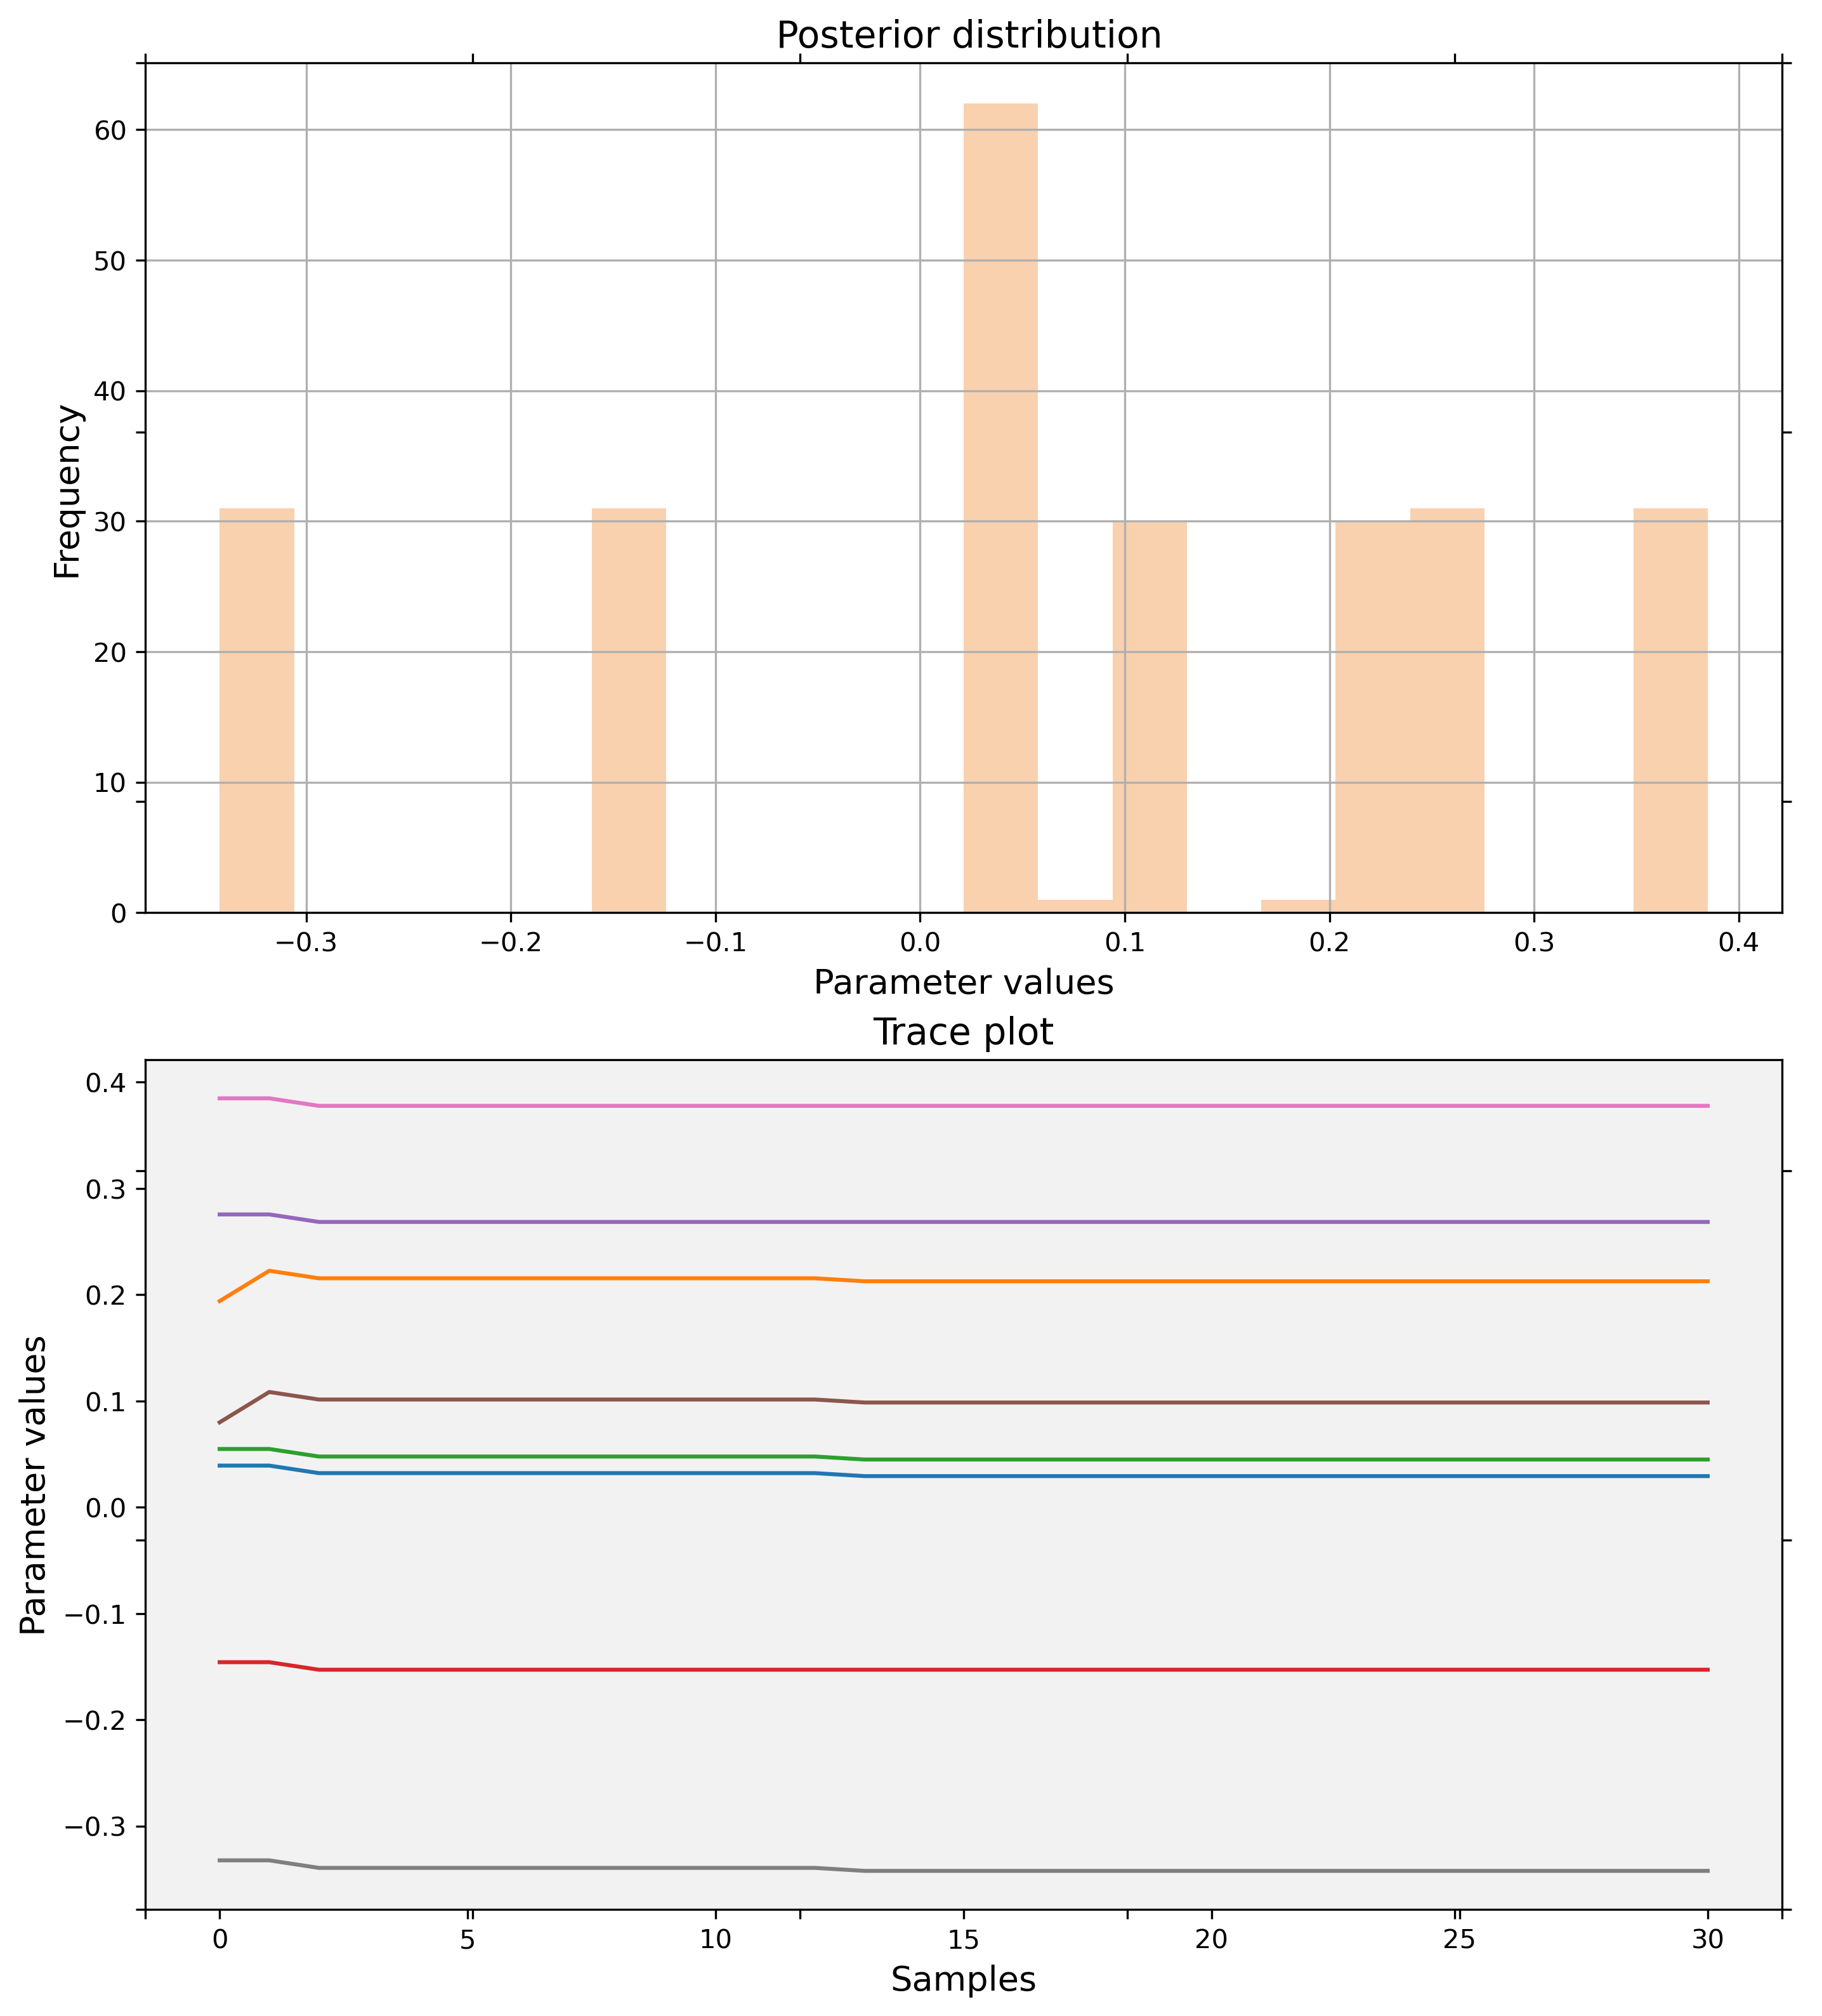 Posterior distribution
60
50
40
30
20
10
0
Frequency
−0.3 −0.2 −0.1 0.0 0.1 0.2 0.3 0.4
Parameter values
Trace plot
0.4
0.3
0.2
0.1
0.0
−0.1
−0.2
−0.3
Parameter values
0 5 10 15 20 25 30
Samples